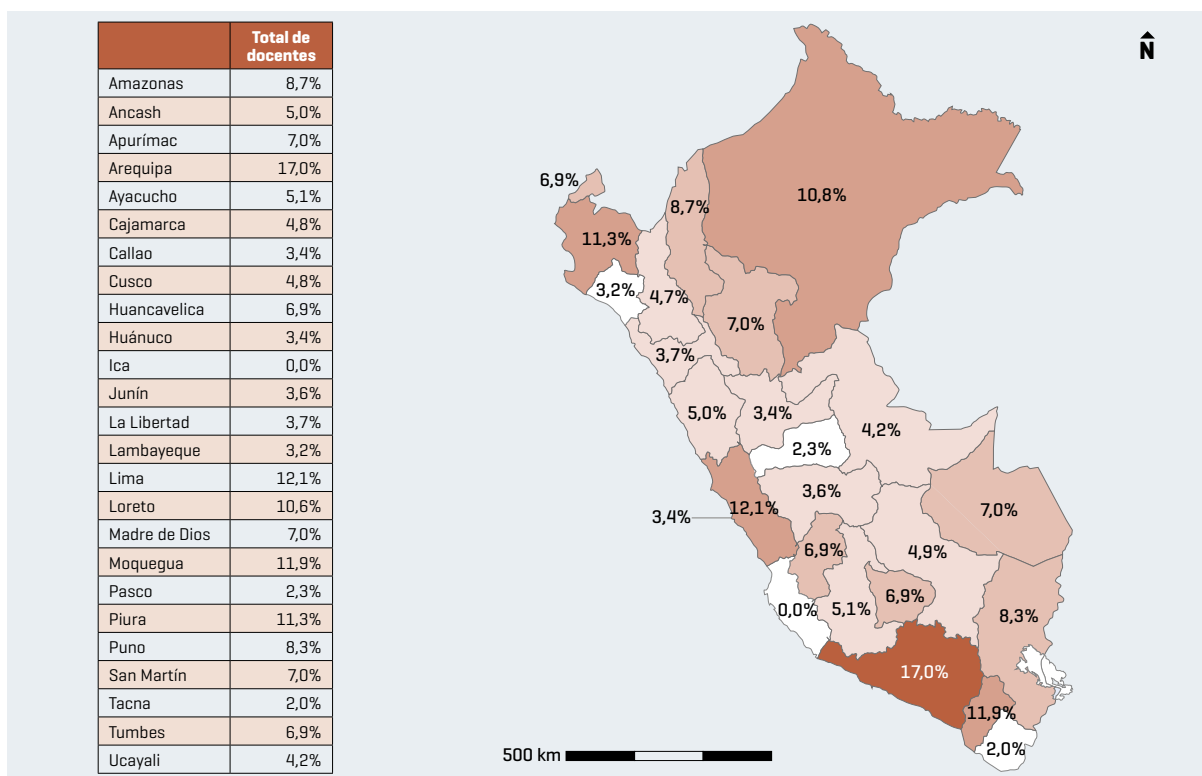 Total de
docentes
Amazonas 8,7%
Ancash 5,0%
Apurímac 7,0%
Arequipa 17,0%
Ayacucho 5,1%
Cajamarca 4,8%
Callao 3,4%
Cusco 4,8%
Huancavelica 6,9%
Huánuco 3,4%
Ica 0,0%
Junín 3,6%
La Libertad 3,7%
Lambayeque 3,2%
Lima 12,1%
Loreto 10,6%
Madre de Dios 7,0%
Moquegua 11,9%
Pasco 2,3%
Piura 11,3%
Puno 8,3%
San Martín 7,0%
Tacna 2,0%
Tumbes 6,9%
Ucayali 4,2%
N
6,9%
10,8%
8,7%
11,3%
3,2%
4,7%
7,0%
3,7%
5,0%
3,4%
4,2%
2,3%
3,6%
12,1%
3,4%
7,0%
6,9%
4,9%
6,9%
0,0%
5,1%
8,3%
17,0%
11,9%
2,0%
500 km